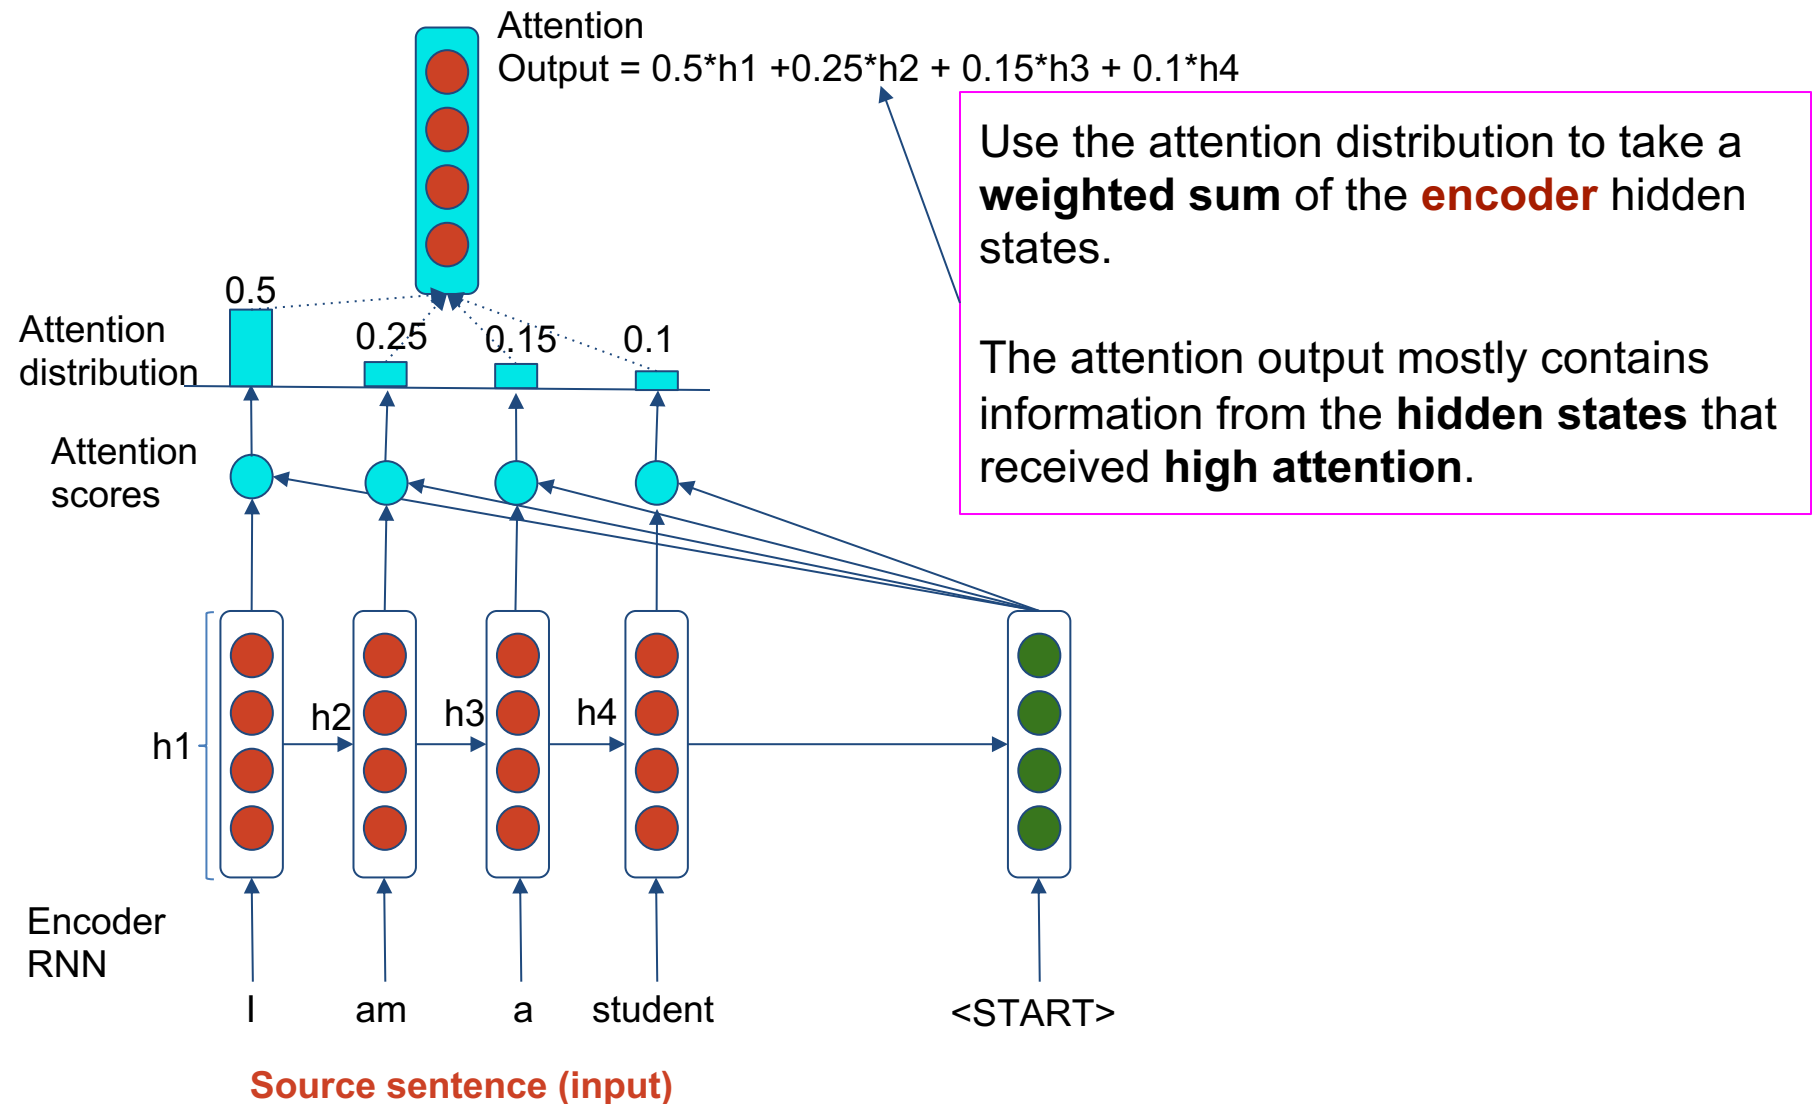 Attention
Output = 0.5*h1 +0.25*h2 + 0.15*h3 + 0.1*h4
Use the attention distribution to take a
weighted sum of the encoder hidden
states.
The attention output mostly contains
information from the hidden states that
received high attention.
0.5
0.25
0.15
0.1
Attention
distribution
Attention
scores
h1
h2
h3
h4
Encoder
RNN
I
am
a
student
<START>
Source sentence (input)